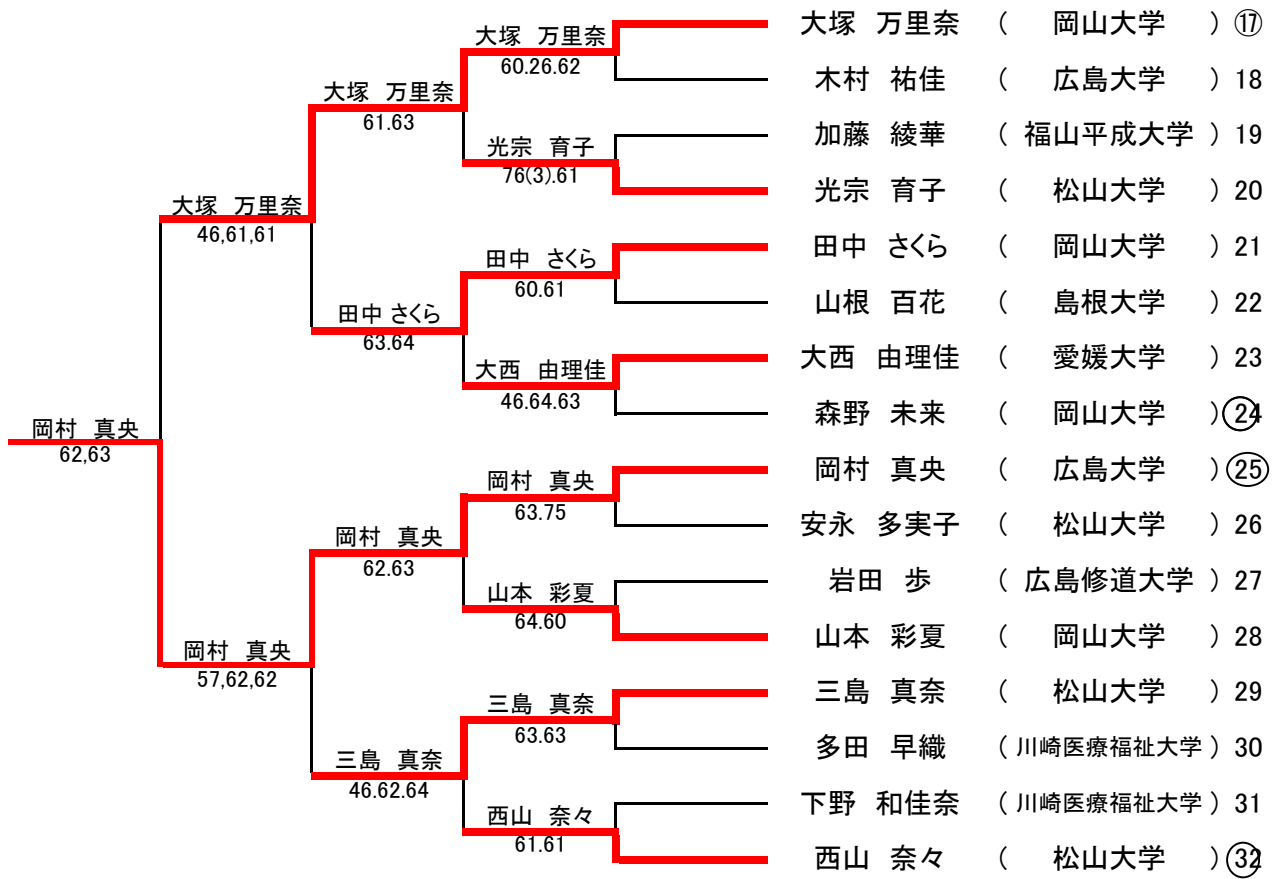 大塚 万里奈 ( 岡山大学 ) ⑰
大塚 万里奈
60.26.62
木村 祐佳 ( 広島大学 ) 18
大塚 万里奈
61.63
加藤 綾華 ( 福山平成大学 ) 19
光宗 育子
76(3).61
光宗 育子 ( 松山大学 ) 20
大塚 万里奈
46,61,61
田中 さくら ( 岡山大学 ) 21
田中 さくら
60.61
山根 百花 ( 島根大学 ) 22
田中 さくら
63.64
大西 由理佳 ( 愛媛大学 ) 23
大西 由理佳
46.64.63
森野 未来 ( 岡山大学 ) 24
岡村 真央
62,63
岡村 真央 ( 広島大学 ) 25
岡村 真央
63.75
安永 多実子 ( 松山大学 ) 26
岡村 真央
62.63
岩田 歩 ( 広島修道大学 ) 27
山本 彩夏
64.60
山本 彩夏 ( 岡山大学 ) 28
岡村 真央
57,62,62
三島 真奈 ( 松山大学 ) 29
三島 真奈
63.63
多田 早織 ( 川崎医療福祉大学 ) 30
三島 真奈
46.62.64
下野 和佳奈 ( 川崎医療福祉大学 ) 31
西山 奈々
61.61
西山 奈々 ( 松山大学 ) 32